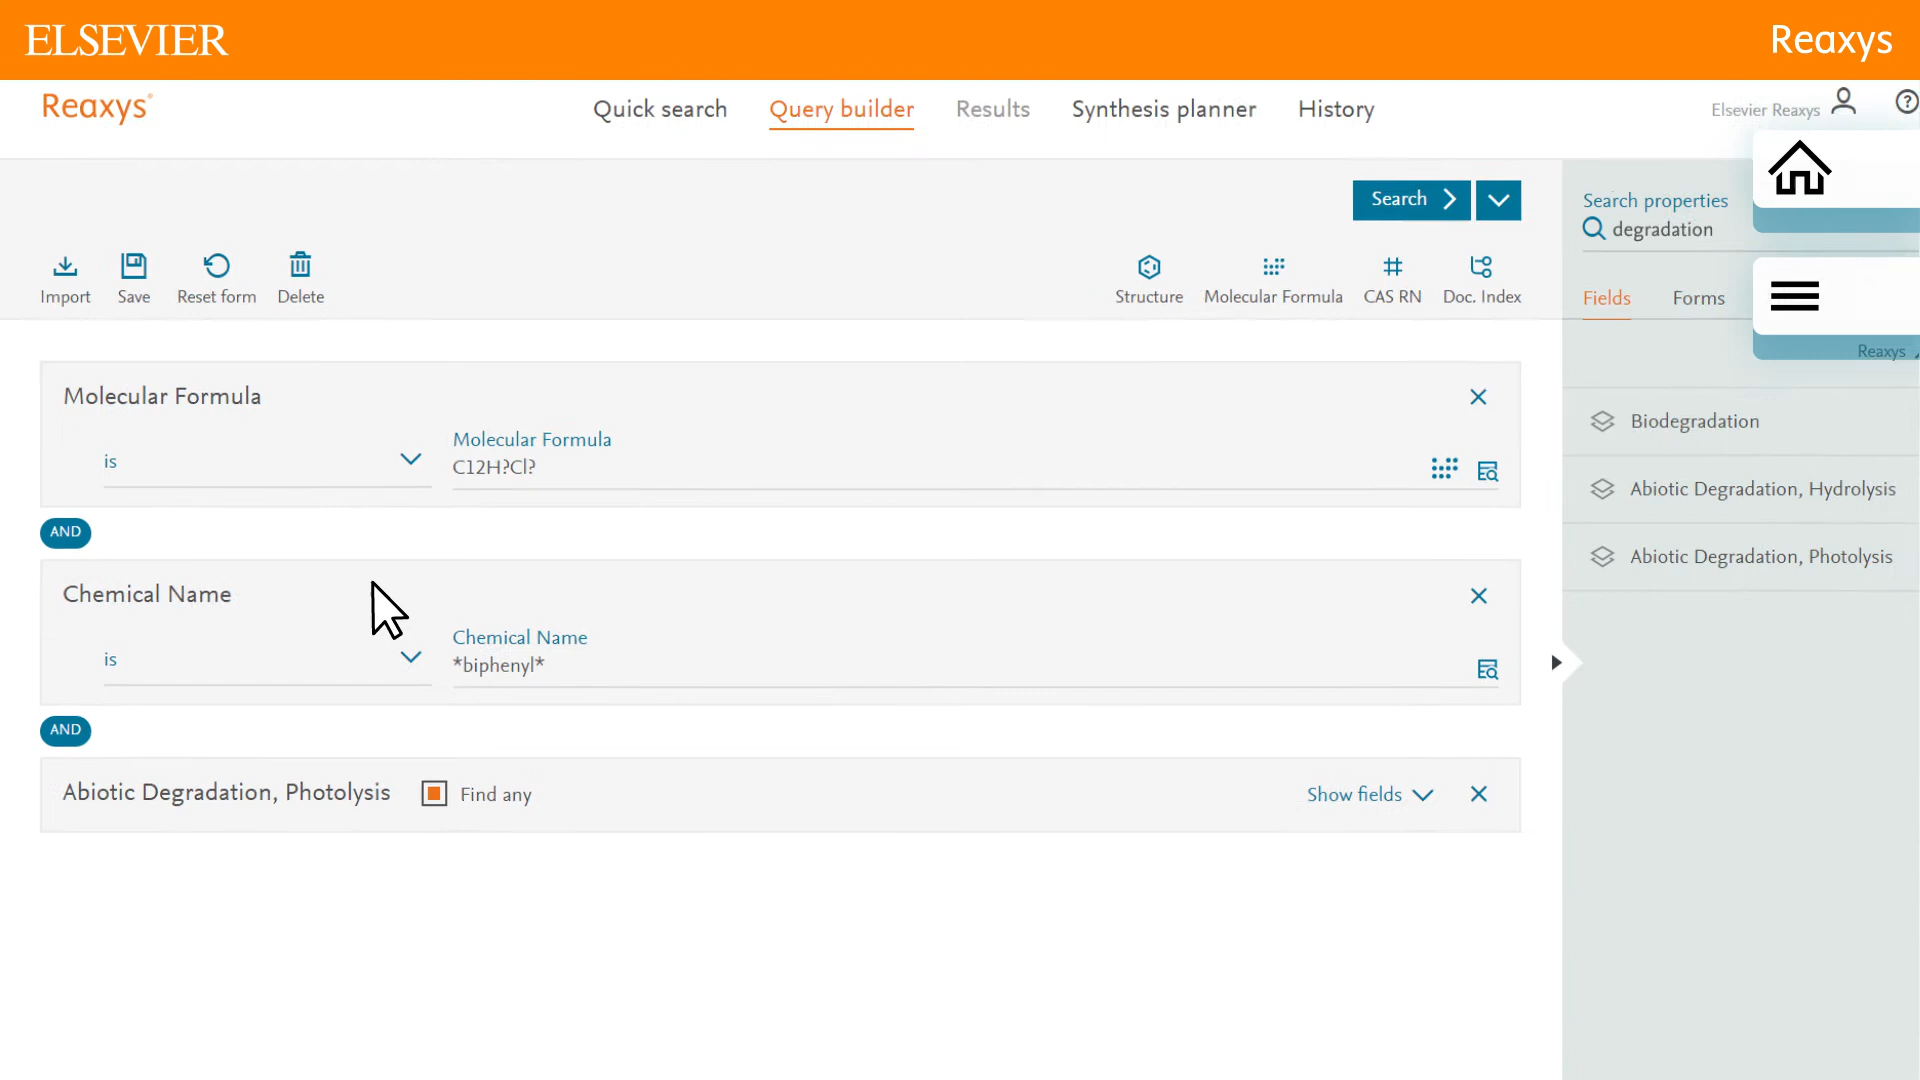 ELSEVIER
Reaxys
Reaxys®
Quick search
Query builder
Results
Synthesis planner
History
Elsevier Reaxys
Search
Search properties
degradation
Import
Save
Reset form
Delete
Structure
Molecular Formula
CAS RN
Doc. Index
Fields
Forms
Reaxys
Molecular Formula
is
Molecular Formula
C12H?Cl?
AND
Chemical Name
is
Chemical Name
*biphenyl*
AND
Abiotic Degradation, Photolysis
Find any
Show fields
Biodegradation
Abiotic Degradation, Hydrolysis
Abiotic Degradation, Photolysis